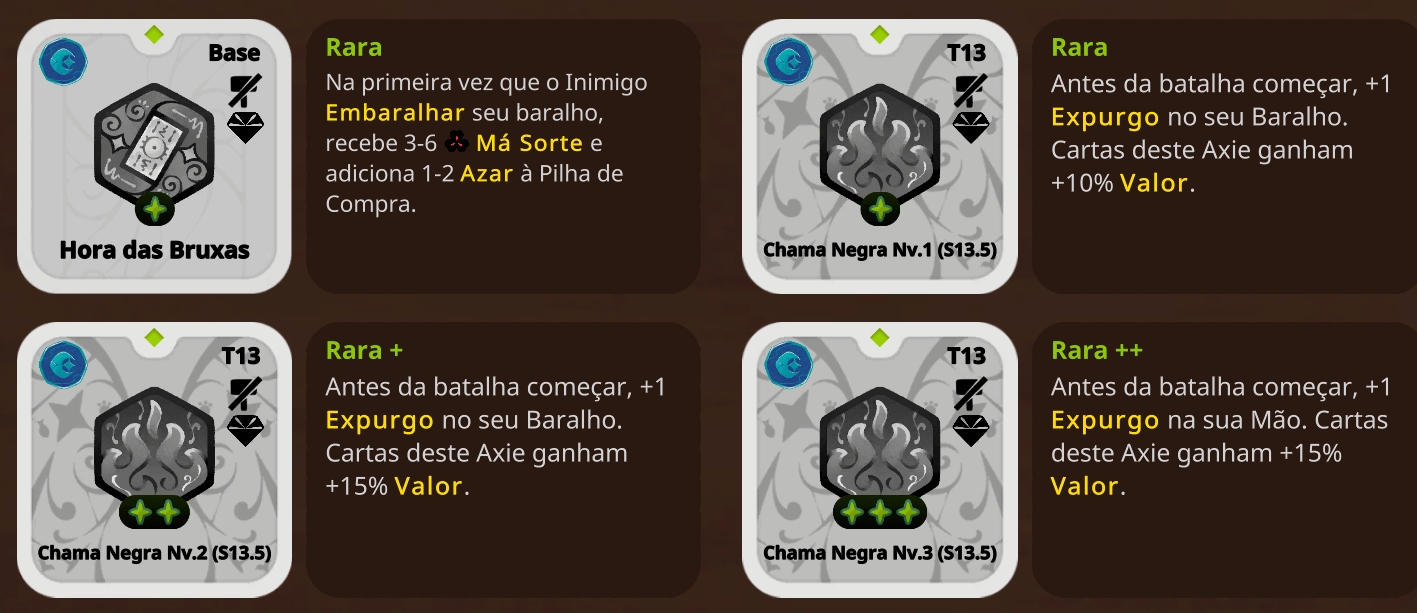 Base
Hora das Bruxas
Rara
Na primeira vez que o Inimigo
Embaralhar seu baralho,
recebe 3-6 Má Sorte e
adiciona 1-2 Azar à Pilha de
Compra.
T13
Chama Negra Nv.1 (S13.5)
Rara
Antes da batalha começar, +1
Expurgo no seu Baralho.
Cartas deste Axie ganham
+10% Valor.
T13
Chama Negra Nv.2 (S13.5)
Rara +
Antes da batalha começar, +1
Expurgo no seu Baralho.
Cartas deste Axie ganham
+15% Valor.
T13
Chama Negra Nv.3 (S13.5)
Rara ++
Antes da batalha começar, +1
Expurgo na sua Mão. Cartas
deste Axie ganham +15%
Valor.